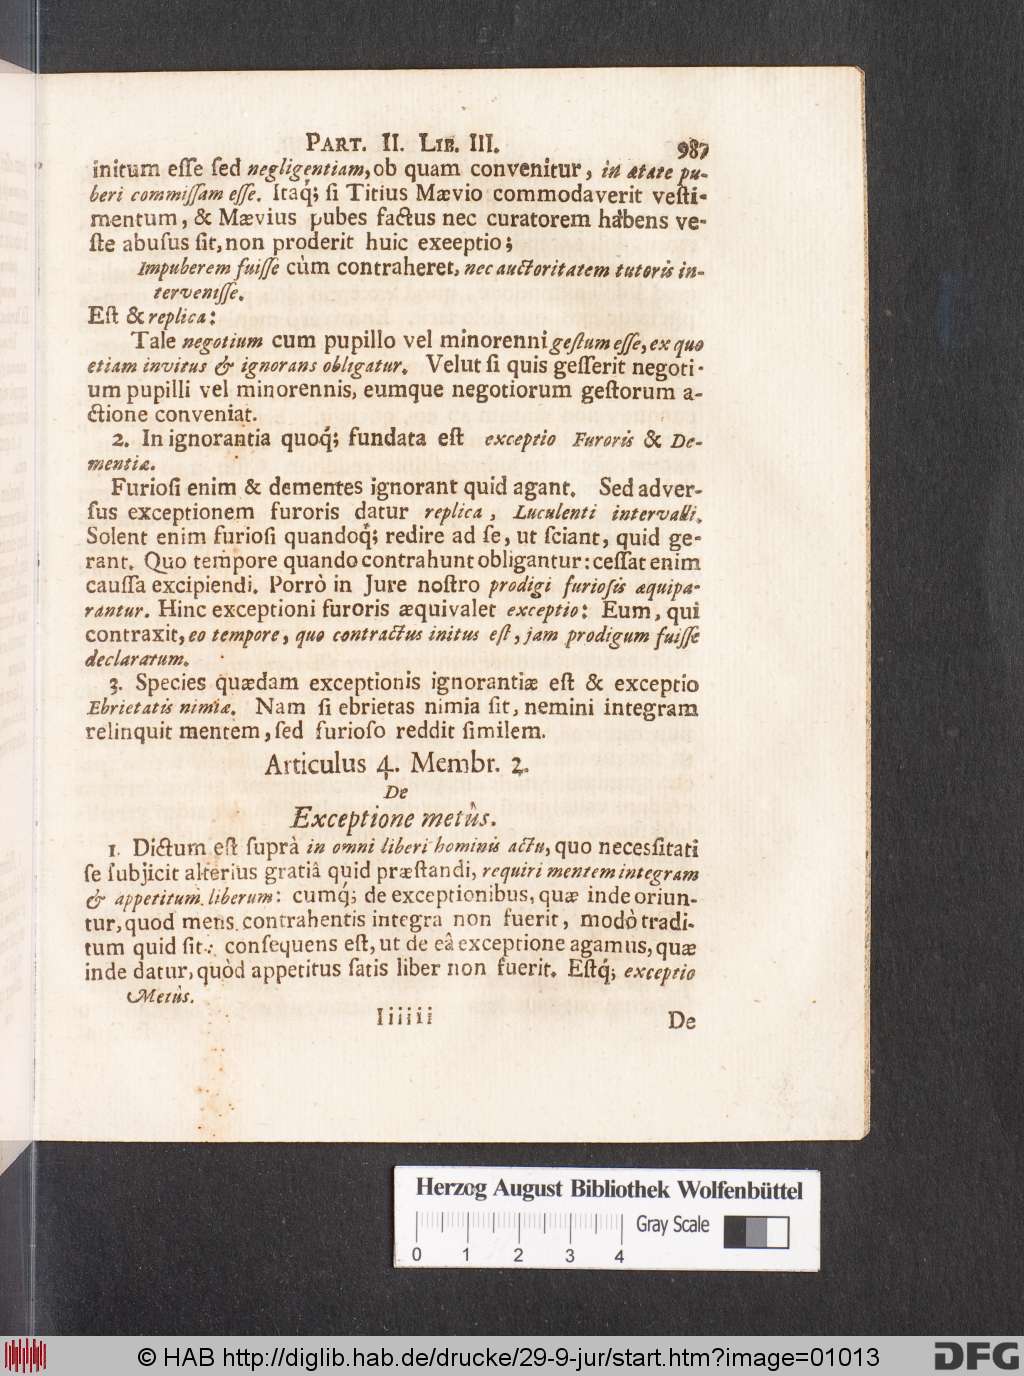 PART. II. LIB. III. 987
initum eſſe ſed negligentiam, ob quam convenitur, in ætate pu-
beri commiſſam eſſe. Itaq́; ſi Titius Mævio commodaverit veſti-
mentum, & Mævius pubes factus nec curatorem habens ve-
ſte abuſus ſit, non proderit huic exeeptio;
Impuberem fuiſſe cùm contraheret, nec auctoritatem tutoris in-
terveniſſe.
Eſt & replica:
Tale negotium cum pupillo vel minorenni geſtum eſſe, ex quo
etiam invitus & ignorans obligatur. Velut ſi quis geſſerit negoti-
um pupilli vel minorennis, eumque negotiorum geſtorum a-
ctione conveniat.
2. In ignorantia quoq́; fundata eſt exceptio Furoris & De-
mentiæ.
Furioſi enim & dementes ignorant quid agant. Sed adver-
ſus exceptionem furoris datur replica, Luculenti intervalli.
Solent enim furioſi quandoq́; redire ad ſe, ut ſciant, quid ge-
rant. Quo tempore quando contrahunt obligantur: ceſſat enim
cauſſa excipiendi. Porrò in Jure noſtro prodigi furioſis æquipa-
rantur. Hinc exceptioni furoris æquivalet exceptio: Eum, qui
contraxit, eo tempore, quo contractus initus eſt, jam prodigum fuiſſe
declaratum.
3. Species quædam exceptionis ignorantiæ eſt & exceptio
Ebrietatis nimiæ. Nam ſi ebrietas nimia ſit, nemini integram
relinquit mentem, ſed furioſo reddit ſimilem.
Articulus 4. Membr. 2.
De
Exceptione metûs.
1. Dictum eſt ſuprà in omni liberi hominis actu, quo necesſitati
ſe ſubjicit alterius gratiâ quid præſtandi, requiri mentem integram
& appetitum liberum: cumq́; de exceptionibus, quæ inde oriun-
tur, quod mens contrahentis integra non fuerit, modò tradi-
tum quid ſit: conſequens eſt, ut de eâ exceptione agamus, quæ
inde datur, quòd appetitus ſatis liber non fuerit. Eſtq́; exceptio
Metûs.
Iiiiii De
Herzog August Bibliothek Wolfenbüttel
Gray Scale
0 1 2 3 4
© HAB http://diglib.hab.de/drucke/29-9-jur/start.htm?image=01013 DFG